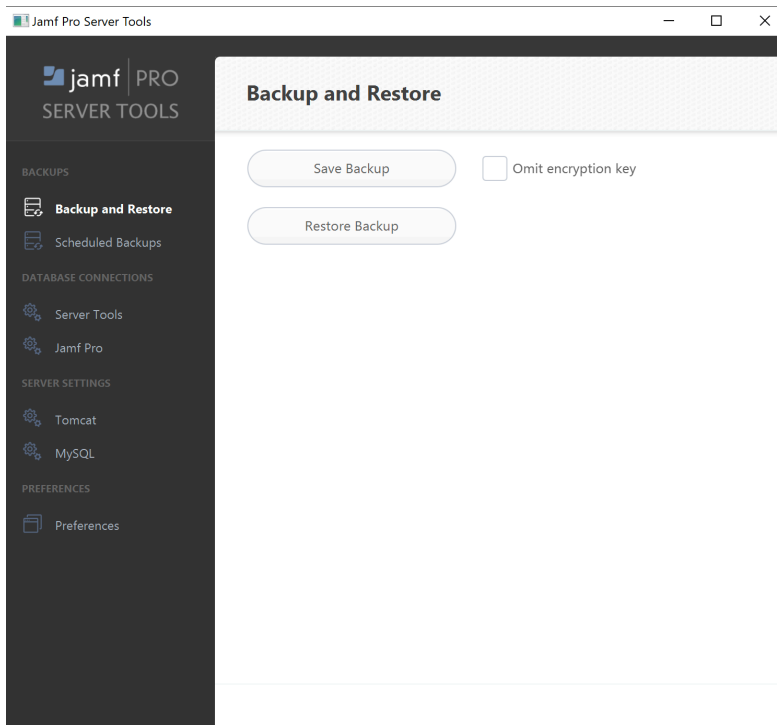 Jamf Pro Server Tools
jamf PRO
SERVER TOOLS
BACKUPS
Backup and Restore
Scheduled Backups
DATABASE CONNECTIONS
Server Tools
Jamf Pro
SERVER SETTINGS
Tomcat
MySQL
PREFERENCES
Preferences
Backup and Restore
Save Backup
Omit encryption key
Restore Backup